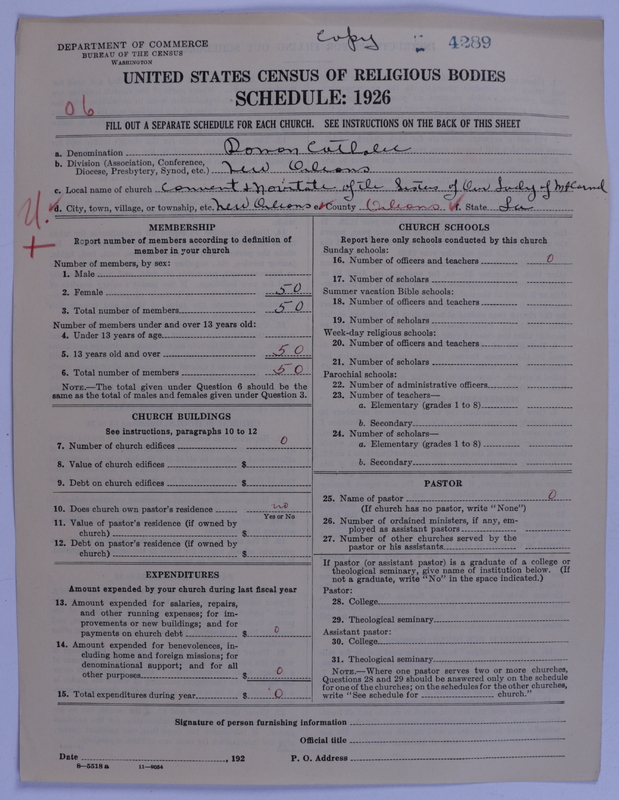 copy
4289
DEPARTMENT OF COMMERCE
BUREAU OF THE CENSUS
WASHINGTON
UNITED STATES CENSUS OF RELIGIOUS BODIES
SCHEDULE: 1926
06
FILL OUT A SEPARATE SCHEDULE FOR EACH CHURCH. SEE INSTRUCTIONS ON THE BACK OF THIS SHEET
a. Denomination Roman Catholic
b. Division (Association, Conference, Diocese, Presbytery, Synod, etc.) New Orleans
c. Local name of church Convent & Novitiate of the Sisters of Our Lady of Mt Carmel
d. City, town, village, or township, etc. New Orleans e. County Orleans f. State La
MEMBERSHIP
Report number of members according to definition of
member in your church
Number of members, by sex:
1. Male
2. Female 50
3. Total number of members 50
Number of members under and over 13 years old:
4. Under 13 years of age
5. 13 years old and over 50
6. Total number of members 50
NOTE.—The total given under Question 6 should be the
same as the total of males and females given under Question 3.
CHURCH BUILDINGS
See instructions, paragraphs 10 to 12
7. Number of church edifices 0
8. Value of church edifices $
9. Debt on church edifices $
10. Does church own pastor's residence no
Yes or No
11. Value of pastor's residence (if owned by
church) $
12. Debt on pastor's residence (if owned by
church) $
EXPENDITURES
Amount expended by your church during last fiscal year
13. Amount expended for salaries, repairs,
and other running expenses; for im-
provements or new buildings; and for
payments on church debt $ 0
14. Amount expended for benevolences, in-
cluding home and foreign missions; for
denominational support; and for all
other purposes $ 0
15. Total expenditures during year $ 0
CHURCH SCHOOLS
Report here only schools conducted by this church
Sunday schools:
16. Number of officers and teachers 0
17. Number of scholars
Summer vacation Bible schools:
18. Number of officers and teachers
19. Number of scholars
Week-day religious schools:
20. Number of officers and teachers
21. Number of scholars
Parochial schools:
22. Number of administrative officers
23. Number of teachers—
a. Elementary (grades 1 to 8)
b. Secondary
24. Number of scholars—
a. Elementary (grades 1 to 8)
b. Secondary
PASTOR
25. Name of pastor 0
(If church has no pastor, write "None")
26. Number of ordained ministers, if any, em-
ployed as assistant pastors
27. Number of other churches served by the
pastor or his assistants
If pastor (or assistant pastor) is a graduate of a college or
theological seminary, give name of institution below. (If
not a graduate, write "No" in the space indicated.)
Pastor:
28. College
29. Theological seminary
Assistant pastor:
30. College
31. Theological seminary
NOTE.—Where one pastor serves two or more churches,
Questions 28 and 29 should be answered only on the schedule
for one of the churches; on the schedules for the other churches,
write "See schedule for church."
Signature of person furnishing information
Official title
Date , 192 P. O. Address
8-5518a 11-9054